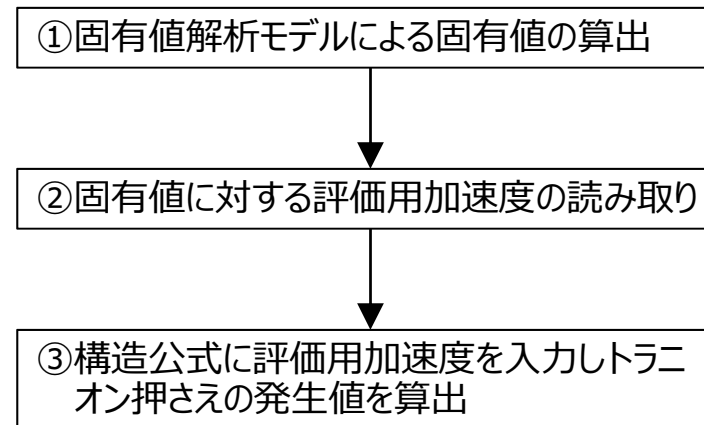 ①固有値解析モデルによる固有値の算出
②固有値に対する評価用加速度の読み取り
③構造公式に評価用加速度を入力しトラニ
オン押さえの発生値を算出